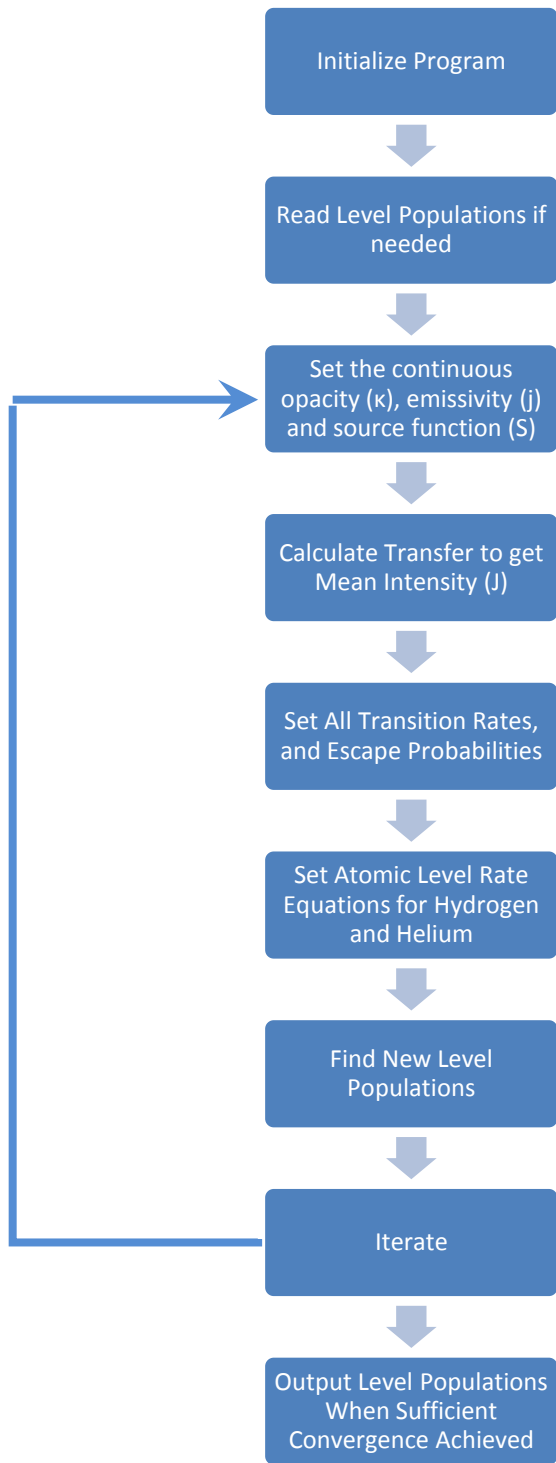 Initialize Program
Read Level Populations if
needed
Set the continuous
opacity (κ), emissivity (j)
and source function (S)
Calculate Transfer to get
Mean Intensity (J)
Set All Transition Rates,
and Escape Probabilities
Set Atomic Level Rate
Equations for Hydrogen
and Helium
Find New Level
Populations
Iterate
Output Level Populations
When Sufficient
Convergence Achieved